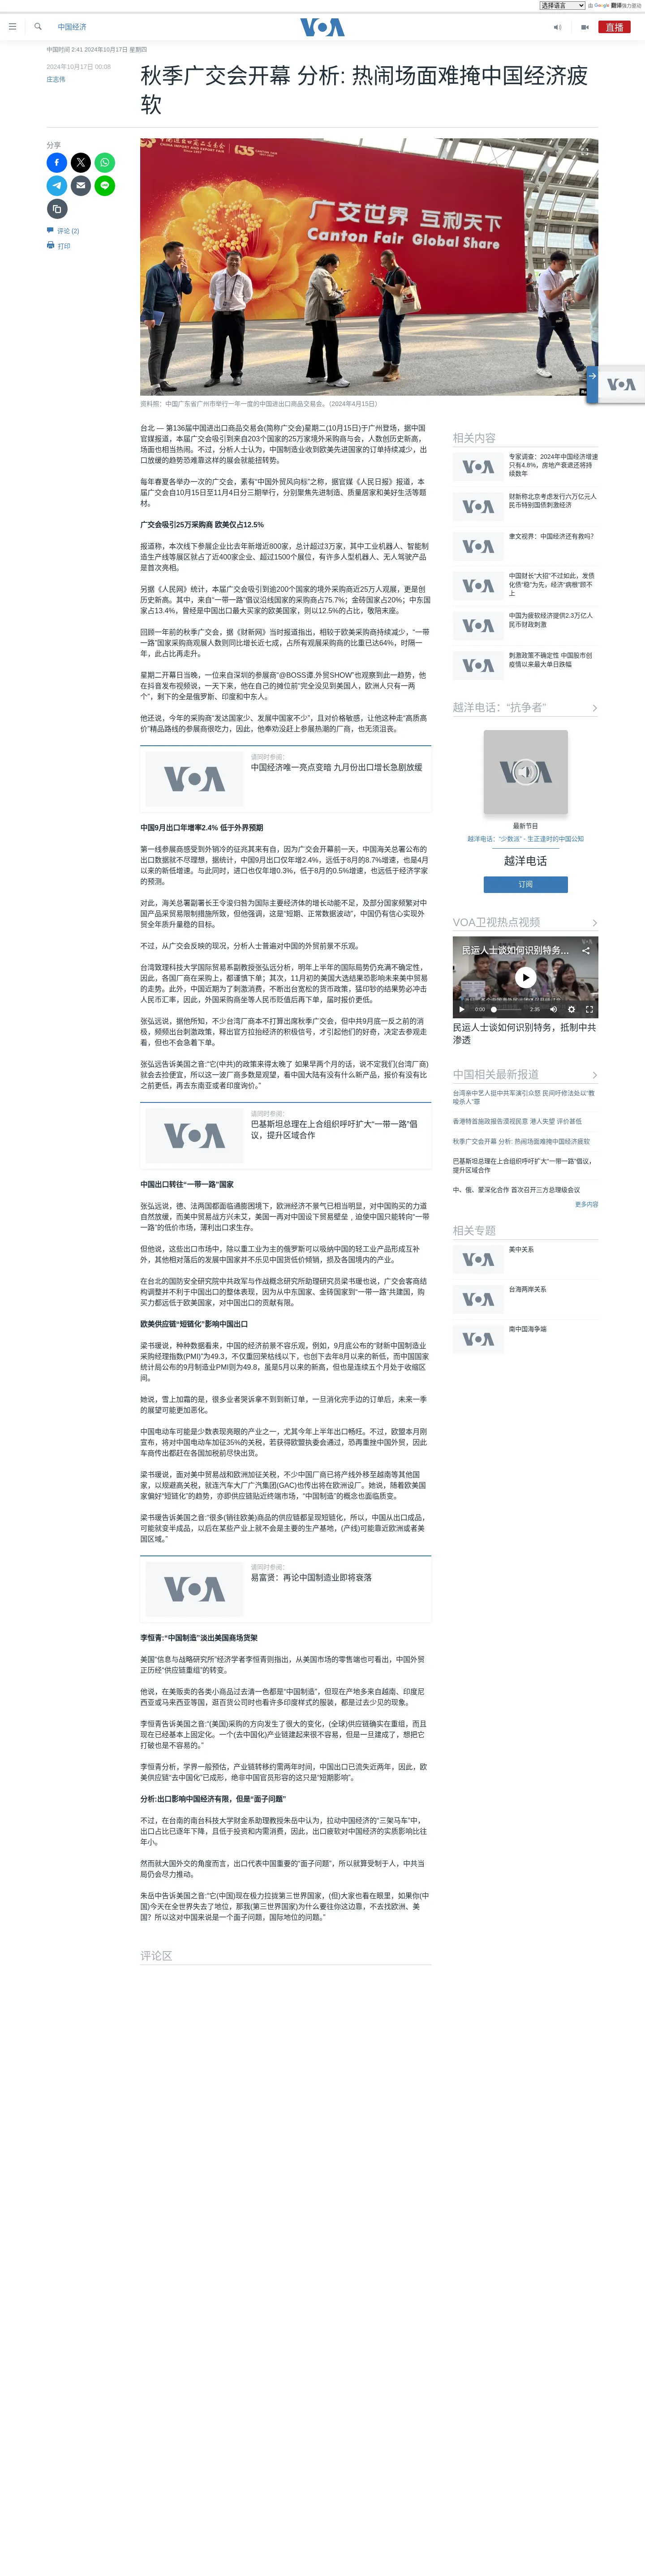 选择语言
由 Google 翻译强力驱动
中国经济
VOA
直播
中国时间 2:41 2024年10月17日 星期四
2024年10月17日 00:08
庄志伟
秋季广交会开幕 分析: 热闹场面难掩中国经济疲
软
分享
评论 (2)
打印
CHINA IMPORT AND EXPORT FAIR
135
广交世界 互利天下
Canton Fair Global Share
资料照：中国广东省广州市举行一年一度的中国进出口商品交易会。（2024年4月15日）
台北 — 第136届中国进出口商品交易会(简称广交会)星期二(10月15日)于广州登场，据中国
官媒报道，本届广交会吸引到来自203个国家的25万家境外采购商与会，人数创历史新高，
场面也相当热闹。不过，分析人士认为，中国制造业收到欧美先进国家的订单持续减少，出
口放缓的趋势恐难靠这样的展会就能扭转势。
每年春夏各举办一次的广交会，素有“中国外贸风向标”之称，据官媒《人民日报》报道，本
届广交会自10月15日至11月4日分三期举行，分别聚焦先进制造、质量居家和美好生活等题
材。
广交会吸引25万采购商 欧美仅占12.5%
报道称，本次线下参展企业比去年新增近800家，总计超过3万家，其中工业机器人、智能制
造生产线等展区就占了近400家企业、超过1500个展位，有许多人型机器人、无人驾驶产品
是首次亮相。
另据《人民网》统计，本届广交会吸引到逾200个国家的境外采购商近25万人观展，更是创
历史新高。其中，来自“一带一路”倡议沿线国家的采购商占75.7%；金砖国家占20%；中东国
家占13.4%，曾经是中国出口最大买家的欧美国家，则以12.5%的占比，敬陪末座。
回顾一年前的秋季广交会，据《财新网》当时报道指出，相较于欧美采购商持续减少，“一带
一路”国家采购商观展人数则同比增长近七成，占所有观展采购商的比重已达64%，时隔一
年，此占比再走升。
星期二开幕日当晚，一位来自深圳的参展商“@BOSS谭.外贸SHOW”也观察到此一趋势，他
在抖音发布视频说，一天下来，他在自己的摊位前“完全没见到美国人，欧洲人只有一两
个”，剩下的全是俄罗斯、印度和中东人。
他还说，今年的采购商“发达国家少、发展中国家不少”，且对价格敏感，让他这种走“高质高
价”精品路线的参展商很吃力，因此，他奉劝没赶上参展热潮的厂商，也无须沮丧。
VOA
请同时参阅:
中国经济唯一亮点变暗 九月份出口增长急剧放缓
中国9月出口年增率2.4% 低于外界预期
第一线参展商感受到外销冷的征兆其来有自，因为广交会开幕前一天，中国海关总署公布的
出口数据就不尽理想，据统计，中国9月出口仅年增2.4%，远低于8月的8.7%增速，也是4月
以来的新低增速。与此同时，进口也仅年增0.3%，低于8月的0.5%增速，也远低于经济学家
的预测。
对此，海关总署副署长王令浚归咎为国际主要经济体的增长动能不足，及部分国家频繁对中
国产品采贸易限制措施所致，但他强调，这是“短期、正常数据波动”，中国仍有信心实现外
贸全年质升量稳的目标。
不过，从广交会反映的现况，分析人士普遍对中国的外贸前景不乐观。
台湾致理科技大学国际贸易系副教授张弘远分析，明年上半年的国际局势仍充满不确定性，
因此，各国厂商在采购上，都谨慎下单；其次，11月初出台的美国大选结果恐影响未来贸易
的走势。此外，中国近期为了刺激消费，不断出台宽松的货币政策，猛印钞的结果势必冲击
人民币汇率，因此，外国采购商坐等人民币贬值后再下单，届时报价更低。
张弘远说，据他所知，不少台湾厂商本不打算出席秋季广交会，但中共9月底一反之前的消
极，频频出台刺激政策，释出官方拉抬经济的积极信号，才引起他们的好奇，决定去参观走
看，但也不会急着下单。
张弘远告诉美国之音:“它(中共)的政策来得太晚了 如果早两个月的话，说不定我们(台湾厂商)
就会去捡便宜，所以这一波厂商多数是观望，看中国大陆有没有什么新产品，报价有没有比
之前更低，再去东南亚或者印度询价。”
VOA
请同时参阅:
巴基斯坦总理在上合组织呼吁扩大“一带一路”倡
议，提升区域合作
中国出口转往“一带一路”国家
张弘远说，德、法两国都面临通膨困境下，欧洲经济不景气已相当明显，对中国购买的力道
自然放缓，而美中贸易战方兴未艾，美国一再对中国设下贸易壁垒﹐迫使中国只能转向“一带
一路”的低价市场，薄利出口求生存。
但他说，这些出口市场中，除以重工业为主的俄罗斯可以吸纳中国的轻工业产品形成互补
外，其他相对落后的发展中国家并不乐见中国货低价倾销，损及各国境内的产业。
在台北的国防安全研究院中共政军与作战概念研究所助理研究员梁书瑗也说，广交会客商结
构调整并不利于中国出口的整体表现，因为从中东国家、金砖国家到“一带一路”共建国，购
买力都远低于欧美国家，对中国出口的贡献有限。
欧美供应链“短链化”影响中国出口
梁书瑗说，种种数据看来，中国的经济前景不容乐观，例如，9月底公布的“财新中国制造业
采购经理指数(PMI)”为49.3，不仅重回荣枯线以下，也创下去年8月以来的新低，而中国国家
统计局公布的9月制造业PMI则为49.8，虽是5月以来的新高，但也是连续五个月处于收缩区
间。
她说，雪上加霜的是，很多业者哭诉拿不到到新订单，一旦消化完手边的订单后，未来一季
的展望可能更加恶化。
中国电动车可能是少数表现亮眼的产业之一，尤其今年上半年出口畅旺。不过，欧盟本月刚
宣布，将对中国电动车加征35%的关税，若获得欧盟执委会通过，恐再重挫中国外贸，因此
车商传出都赶在各国加税前尽快出货。
梁书瑗说，面对美中贸易战和欧洲加征关税，不少中国厂商已将产线外移至越南等其他国
家，以规避高关税，就连汽车大厂广汽集团(GAC)也传出将在欧洲设厂。她说，随着欧美国
家偏好“短链化”的趋势，亦即供应链贴近终端市场，“中国制造”的概念也面临质变。
梁书瑗告诉美国之音:“很多(销往欧美)商品的供应链都呈现短链化，所以，中国从出口成品，
可能就变半成品，以后在某些产业上就不会是主要的生产基地，(产线)可能靠近欧洲或者美
国区域。”
VOA
请同时参阅:
易富贤：再论中国制造业即将衰落
李恒青:“中国制造”淡出美国商场货架
美国“信息与战略研究所”经济学者李恒青则指出，从美国市场的零售端也可看出，中国外贸
正历经“供应链重组”的转变。
他说，在美贩卖的各类小商品过去清一色都是“中国制造”，但现在产地多来自越南、印度尼
西亚或马来西亚等国，逛百货公司时也看许多印度样式的服装，都是过去少见的现象。
李恒青告诉美国之音:“(美国)采购的方向发生了很大的变化，(全球)供应链确实在重组，而且
现在已经基本上固定化。一个(去中国化)产业链建起来很不容易，但是一旦建成了，想把它
打破也是不容易的。”
李恒青分析，学界一般预估，产业链转移约需两年时间，中国出口已流失近两年，因此，欧
美供应链“去中国化”已成形，绝非中国官员形容的这只是“短期影响”。
分析:出口影响中国经济有限，但是“面子问题”
不过，在台南的南台科技大学财金系助理教授朱岳中认为，拉动中国经济的“三架马车”中，
出口占比已逐年下降，且低于投资和内需消费，因此，出口疲软对中国经济的实质影响比往
年小。
然而就大国外交的角度而言，出口代表中国重要的“面子问题”，所以就算受制于人，中共当
局仍会尽力推动。
朱岳中告诉美国之音:“它(中国)现在极力拉拢第三世界国家，(但)大家也看在眼里，如果你(中
国)今天在全世界失去了地位，那我(第三世界国家)为什么要往你这边靠，不去找欧洲、美
国？所以这对中国来说是一个面子问题，国际地位的问题。”
评论区
VOA
相关内容
VOA
专家调查：2024年中国经济增速
只有4.8%，房地产衰退还将持
续数年
VOA
财新称北京考虑发行六万亿元人
民币特别国债刺激经济
VOA
聿文视界：中国经济还有救吗？
VOA
中国财长“大招”不过如此，发债
化债“稳”为先，经济“病根”顾不
上
VOA
中国为疲软经济提供2.3万亿人
民币财政刺激
VOA
刺激政策不确定性 中国股市创
疫情以来最大单日跌幅
越洋电话：“抗争者”
VOA
最新节目
越洋电话：“少数派” - 生正逢时的中国公知
越洋电话
订阅
VOA卫视热点视频
民运人士谈如何识别特务...
VOA
0:00
2:35
民运人士谈如何识别特务，抵制中共
渗透
中国相关最新报道
台湾亲中艺人挺中共军演引众怒 民间吁修法处以“教
唆杀人”罪
香港特首施政报告漠视民意 港人失望 评价甚低
秋季广交会开幕 分析: 热闹场面难掩中国经济疲软
巴基斯坦总理在上合组织呼吁扩大“一带一路”倡议，
提升区域合作
中、俄、蒙深化合作 首次召开三方总理级会议
更多内容
相关专题
VOA
美中关系
VOA
台海两岸关系
VOA
南中国海争端